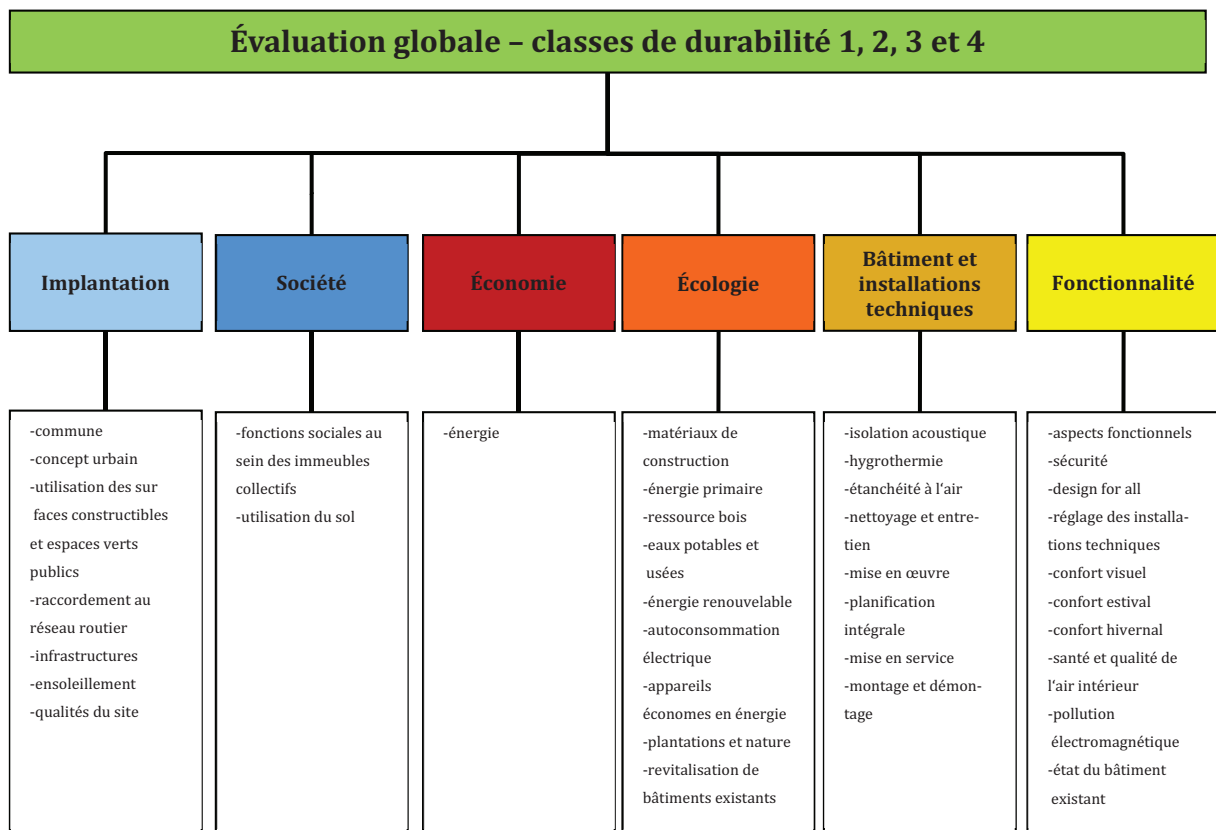 Évaluation globale – classes de durabilité 1, 2, 3 et 4
Implantation
Société
Économie
Écologie
Bâtiment et
installations
techniques
Fonctionnalité
-commune
-concept urbain
-utilisation des sur
faces constructibles
et espaces verts
publics
-raccordement au
réseau routier
-infrastructures
-ensoleillement
-qualités du site
-fonctions sociales au
sein des immeubles
collectifs
-utilisation du sol
-énergie
-matériaux de
construction
-énergie primaire
-ressource bois
-eaux potables et
usées
-énergie renouvelable
-autoconsommation
électrique
-appareils
économes en énergie
-plantations et nature
-revitalisation de
bâtiments existants
-isolation acoustique
-hygrothermie
-étanchéité à l‘air
-nettoyage et entre-
tien
-mise en œuvre
-planification
intégrale
-mise en service
-montage et démon-
tage
-aspects fonctionnels
-sécurité
-design for all
-réglage des installa-
tions techniques
-confort visuel
-confort estival
-confort hivernal
-santé et qualité de
l‘air intérieur
-pollution
électromagnétique
-état du bâtiment
existant